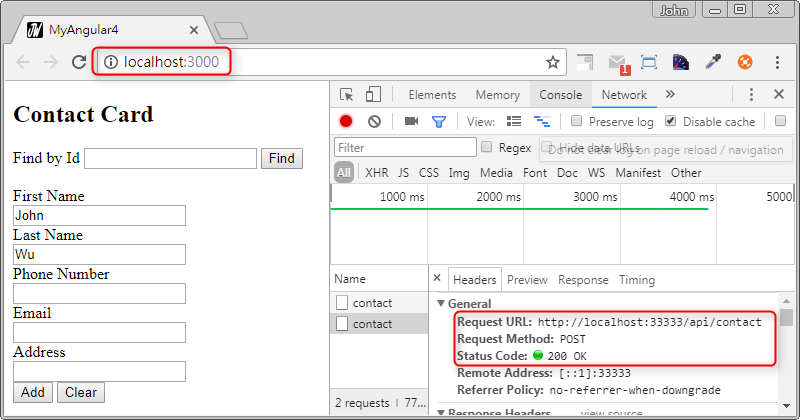 John
MyAngular4
localhost:3000
1
Contact Card
Find by Id Find
First Name
John
Last Name
Wu
Phone Number
Email
Address
Add Clear
Elements Memory Console Network »
View: Preserve log Disable cache
Filter Regex Hide data URLs
Do not clear log on page reload / navigation
All XHR JS CSS Img Media Font Doc WS Manifest Other
1000 ms 2000 ms 3000 ms 4000 ms 5000
Name
contact
contact
2 requests | 77...
× Headers Preview Response Timing
▼ General
Request URL: http://localhost:33333/api/contact
Request Method: POST
Status Code: 200 OK
Remote Address: [::1]:33333
Referrer Policy: no-referrer-when-downgrade
▼ Response Headers view source